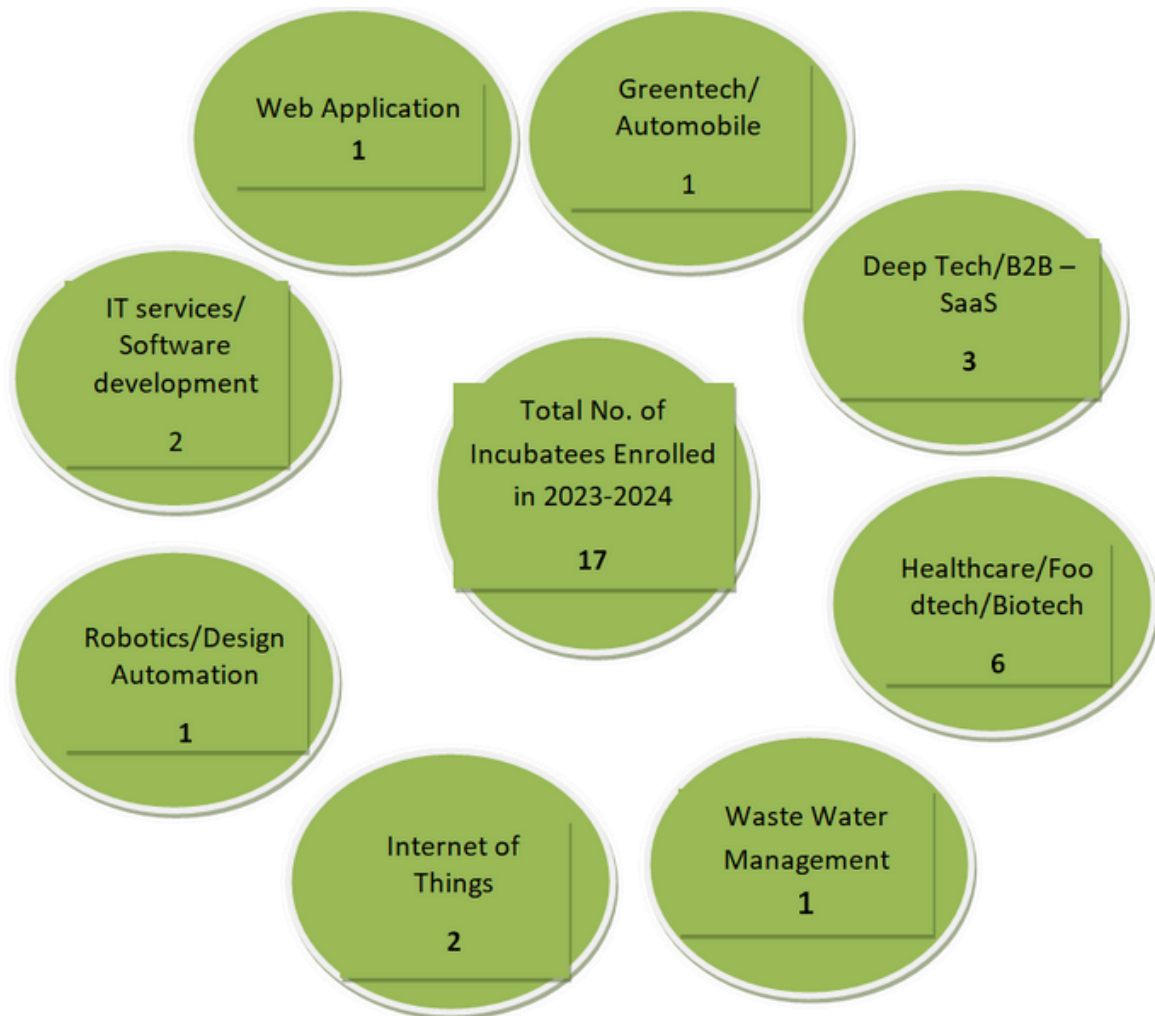 Web Application
1
Greentech/
Automobile
1
Deep Tech/B2B –
SaaS
3
IT services/
Software
development
2
Total No. of
Incubatees Enrolled
in 2023-2024
17
Healthcare/Foo
dtech/Biotech
6
Robotics/Design
Automation
1
Waste Water
Management
1
Internet of
Things
2